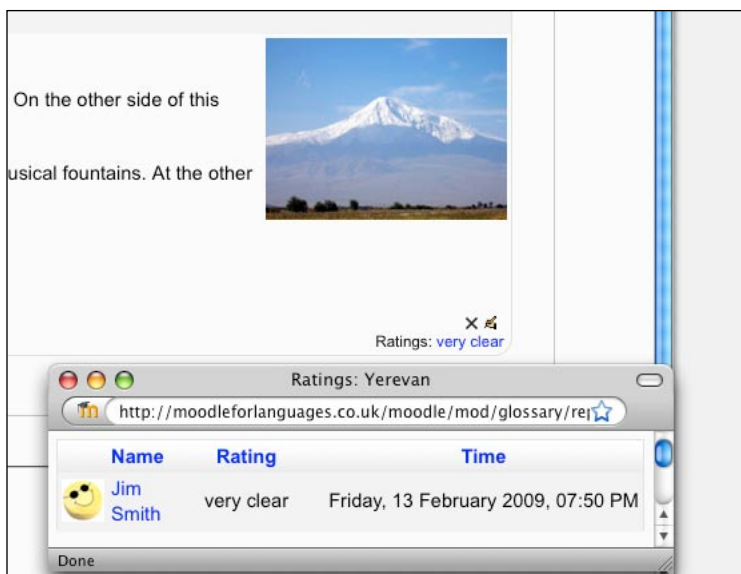 On the other side of this
usical fountains. At the other
Ratings: very clear
Ratings: Yerevan
http://moodleforlanguages.co.uk/moodle/mod/glossary/rep
Name Rating Time
Jim Smith very clear Friday, 13 February 2009, 07:50 PM
Done